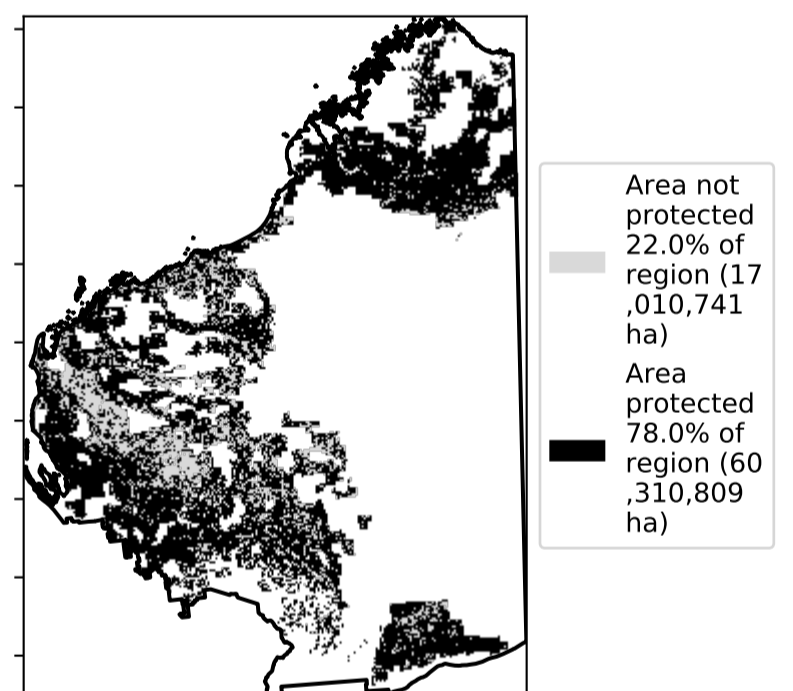 Area not
protected
22.0% of
region (17
,010,741
ha)
Area
protected
78.0% of
region (60
,310,809
ha)